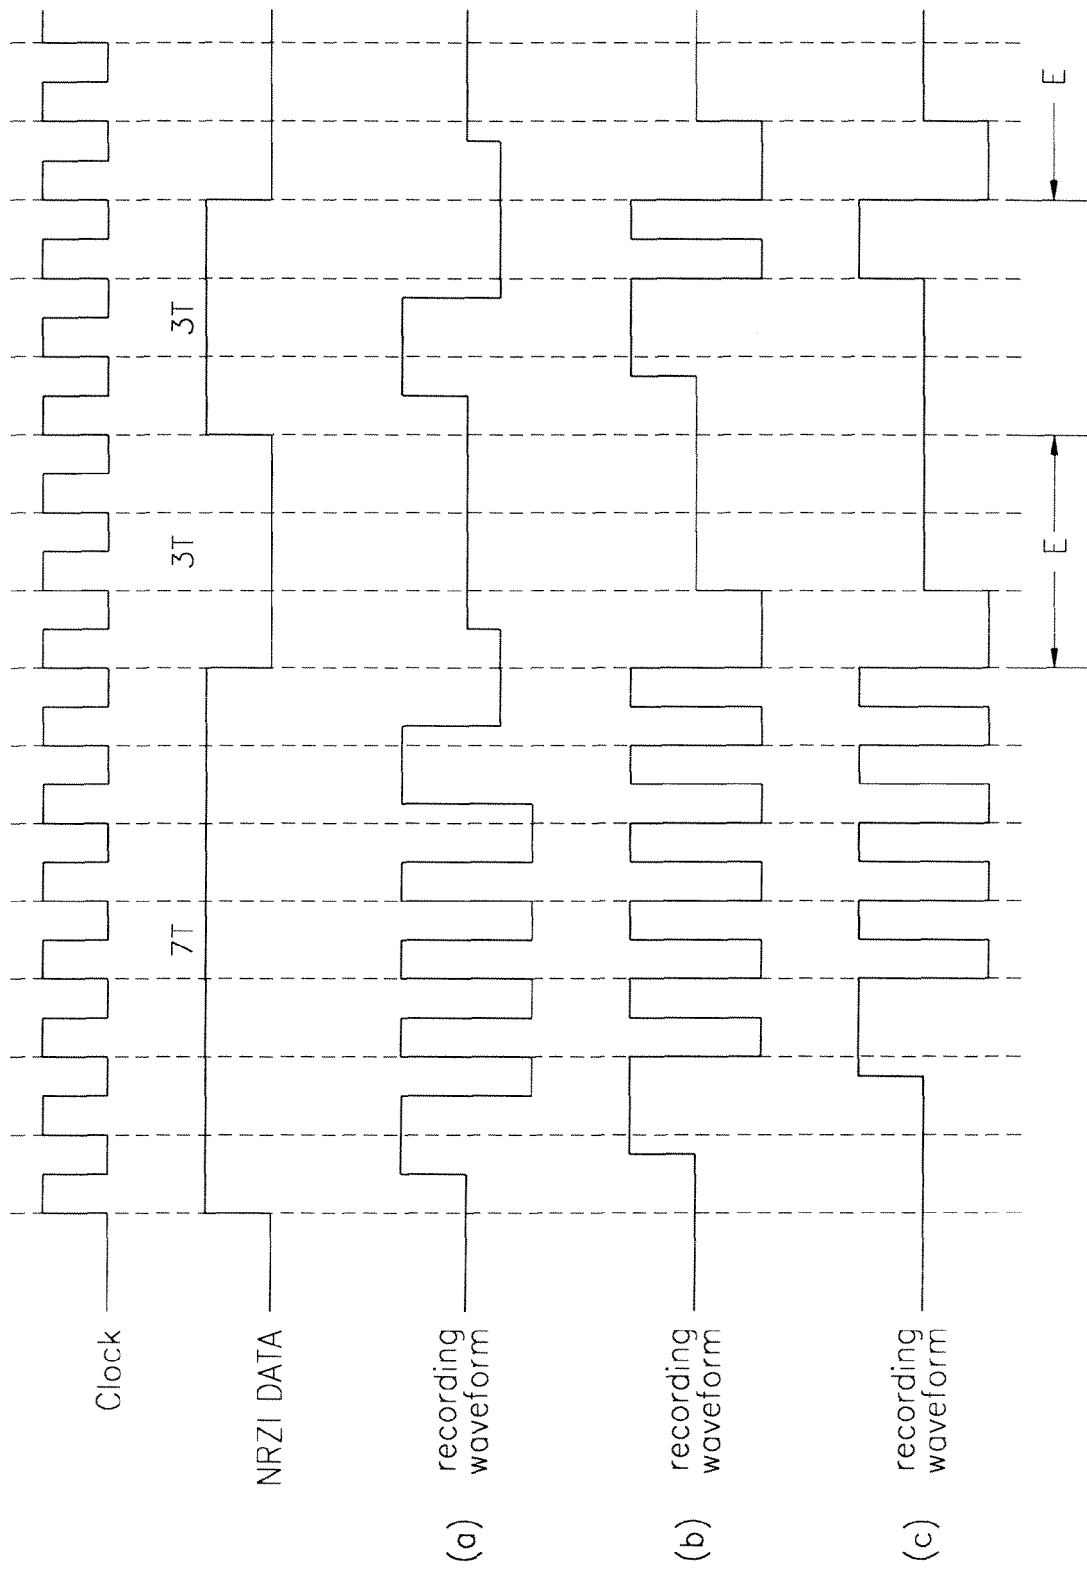 Clock
NRZI DATA
7T
3T
3T
(a)
recording
waveform
(b)
recording
waveform
(c)
recording
waveform
E
E